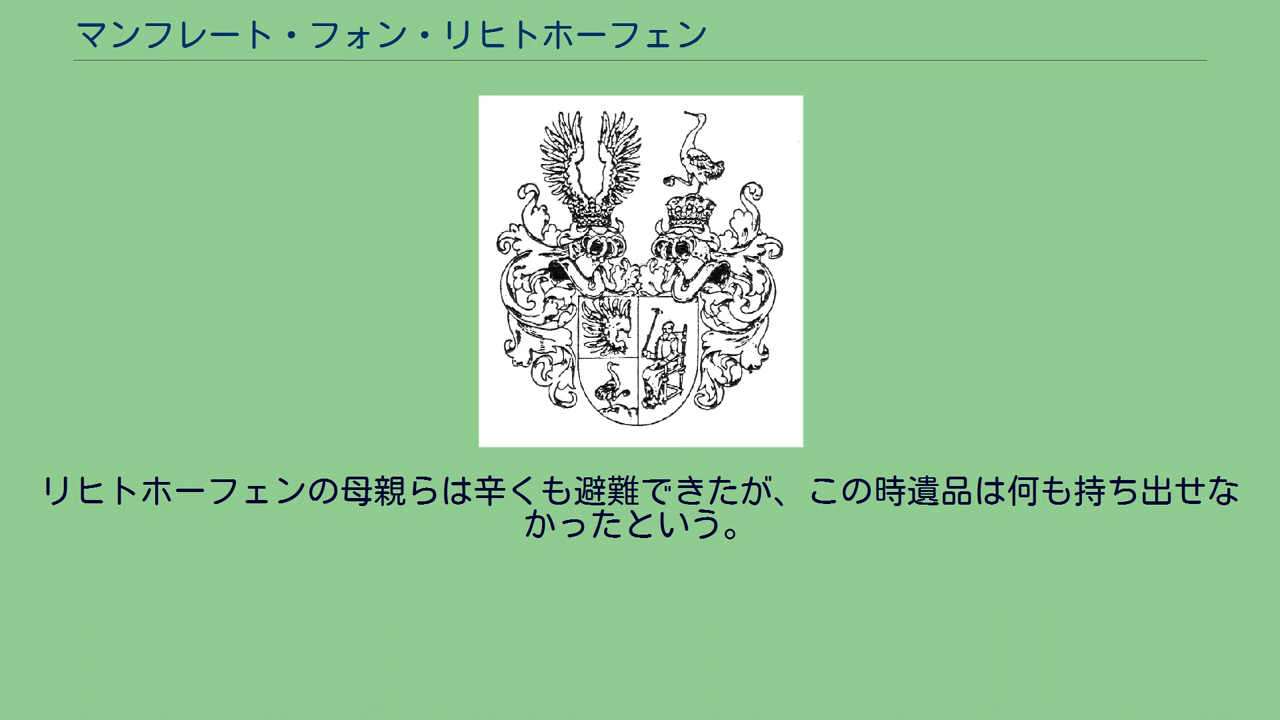 マンフレート・フォン・リヒトホーフェン
リヒトホーフェンの母親らは辛くも避難できたが、この時遺品は何も持ち出せな
かったという。